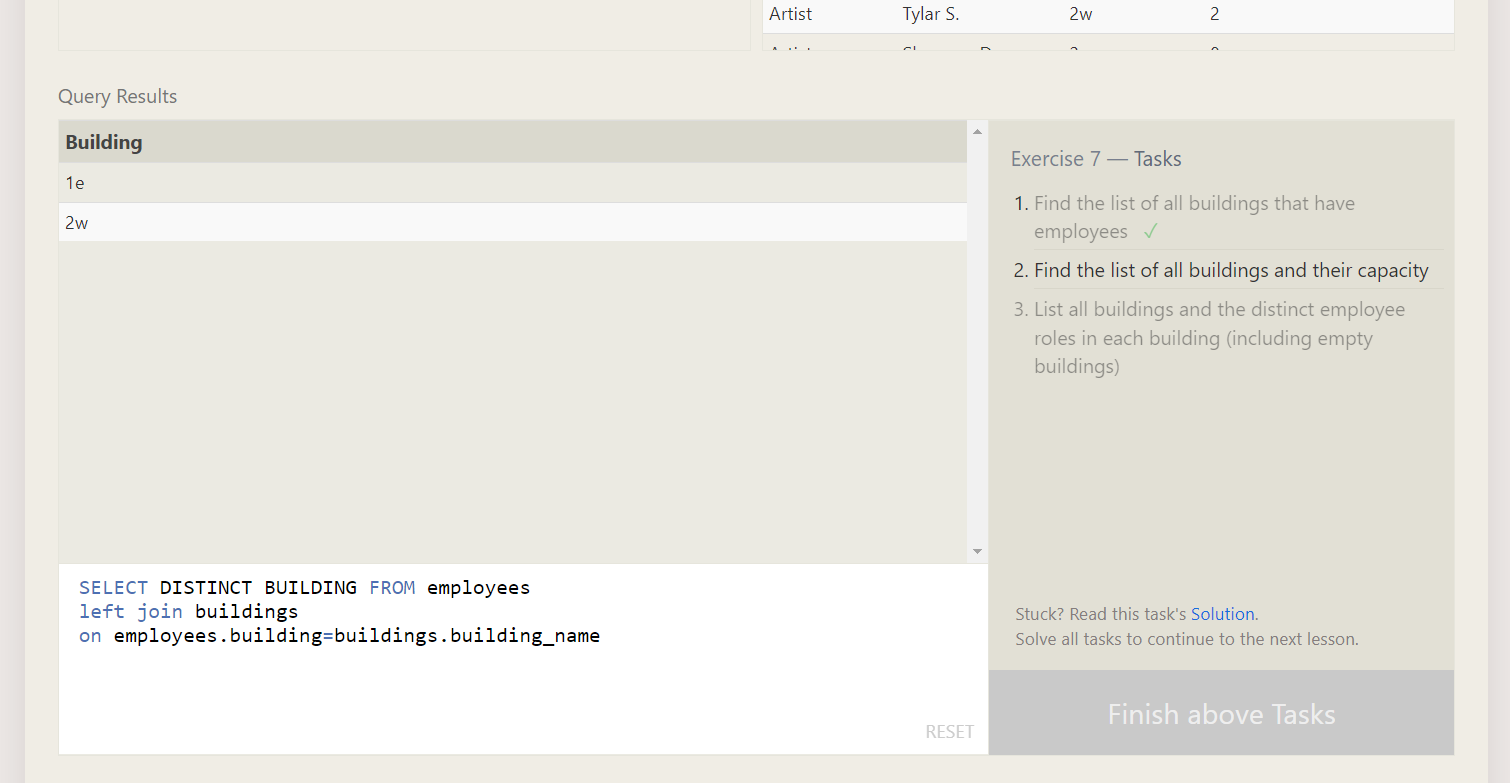 Artist Tylar S. 2w 2
Query Results
Building
1e
2w
SELECT DISTINCT BUILDING FROM employees
left join buildings
on employees.building=buildings.building_name
RESET
Exercise 7 — Tasks
1. Find the list of all buildings that have
employees ✓
2. Find the list of all buildings and their capacity
3. List all buildings and the distinct employee
roles in each building (including empty
buildings)
Stuck? Read this task's Solution.
Solve all tasks to continue to the next lesson.
Finish above Tasks